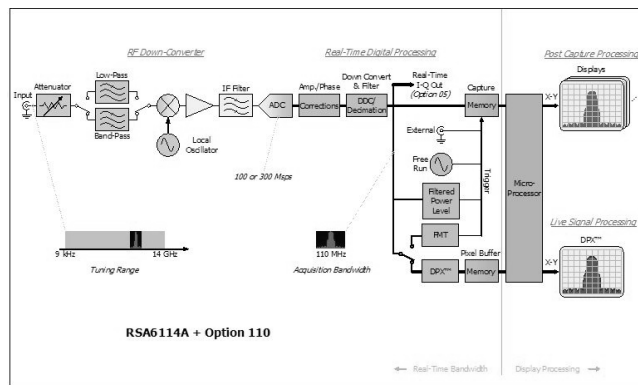 RF Down-Converter
Real-Time Digital Processing
Post Capture Processing
Input
Attenuator
Low-Pass
Band-Pass
Local
Oscillator
IF Filter
ADC
100 or 300 Msps
Amp./Phase
Corrections
Down Convert
& Filter
DDC/
Decimation
Real-Time
I-Q Out
(Option 05)
Capture
Memory
External
Free
Run
Trigger
Filtered
Power
Level
FMT
DPX™
Pixel Buffer
Memory
Micro-
Processor
X-Y
Displays
Live Signal Processing
X-Y
DPX™
9 kHz
14 GHz
Tuning Range
110 MHz
Acquisition Bandwidth
RSA6114A + Option 110
Real-Time Bandwidth
Display Processing